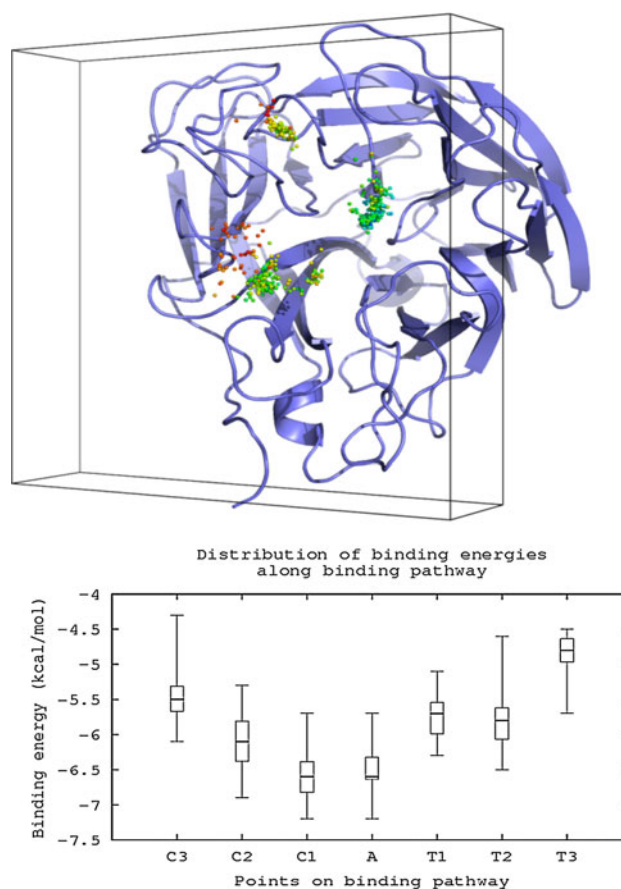 Distribution of binding energies
along binding pathway
Binding energy (kcal/mol)
-4
-4.5
-5
-5.5
-6
-6.5
-7
-7.5
C3 C2 C1 A T1 T2 T3
Points on binding pathway